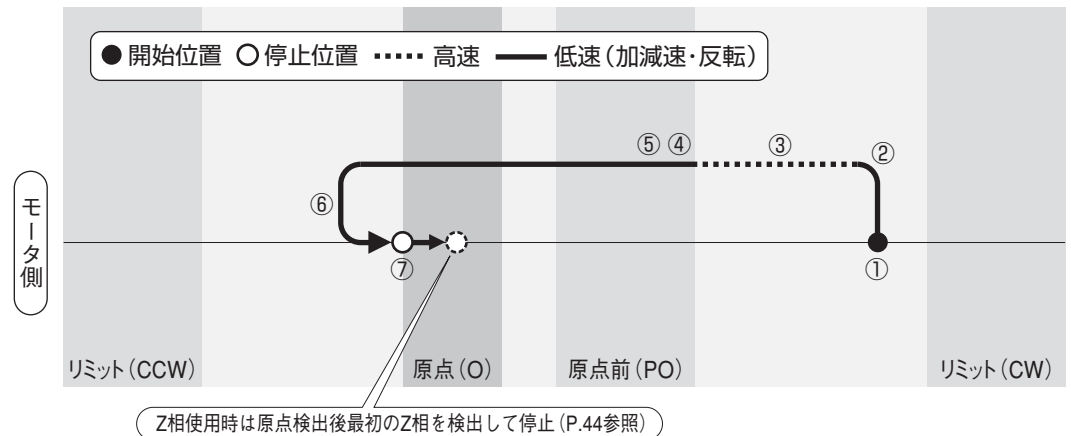 ●開始位置 ○停止位置 ┅┅ 高速 ━━ 低速(加減速・反転)
⑤ ④ ③ ②
⑥
モータ側
⑦ ①
リミット(CCW) 原点(O) 原点前(PO) リミット(CW)
Z相使用時は原点検出後最初のZ相を検出して停止(P.44参照)